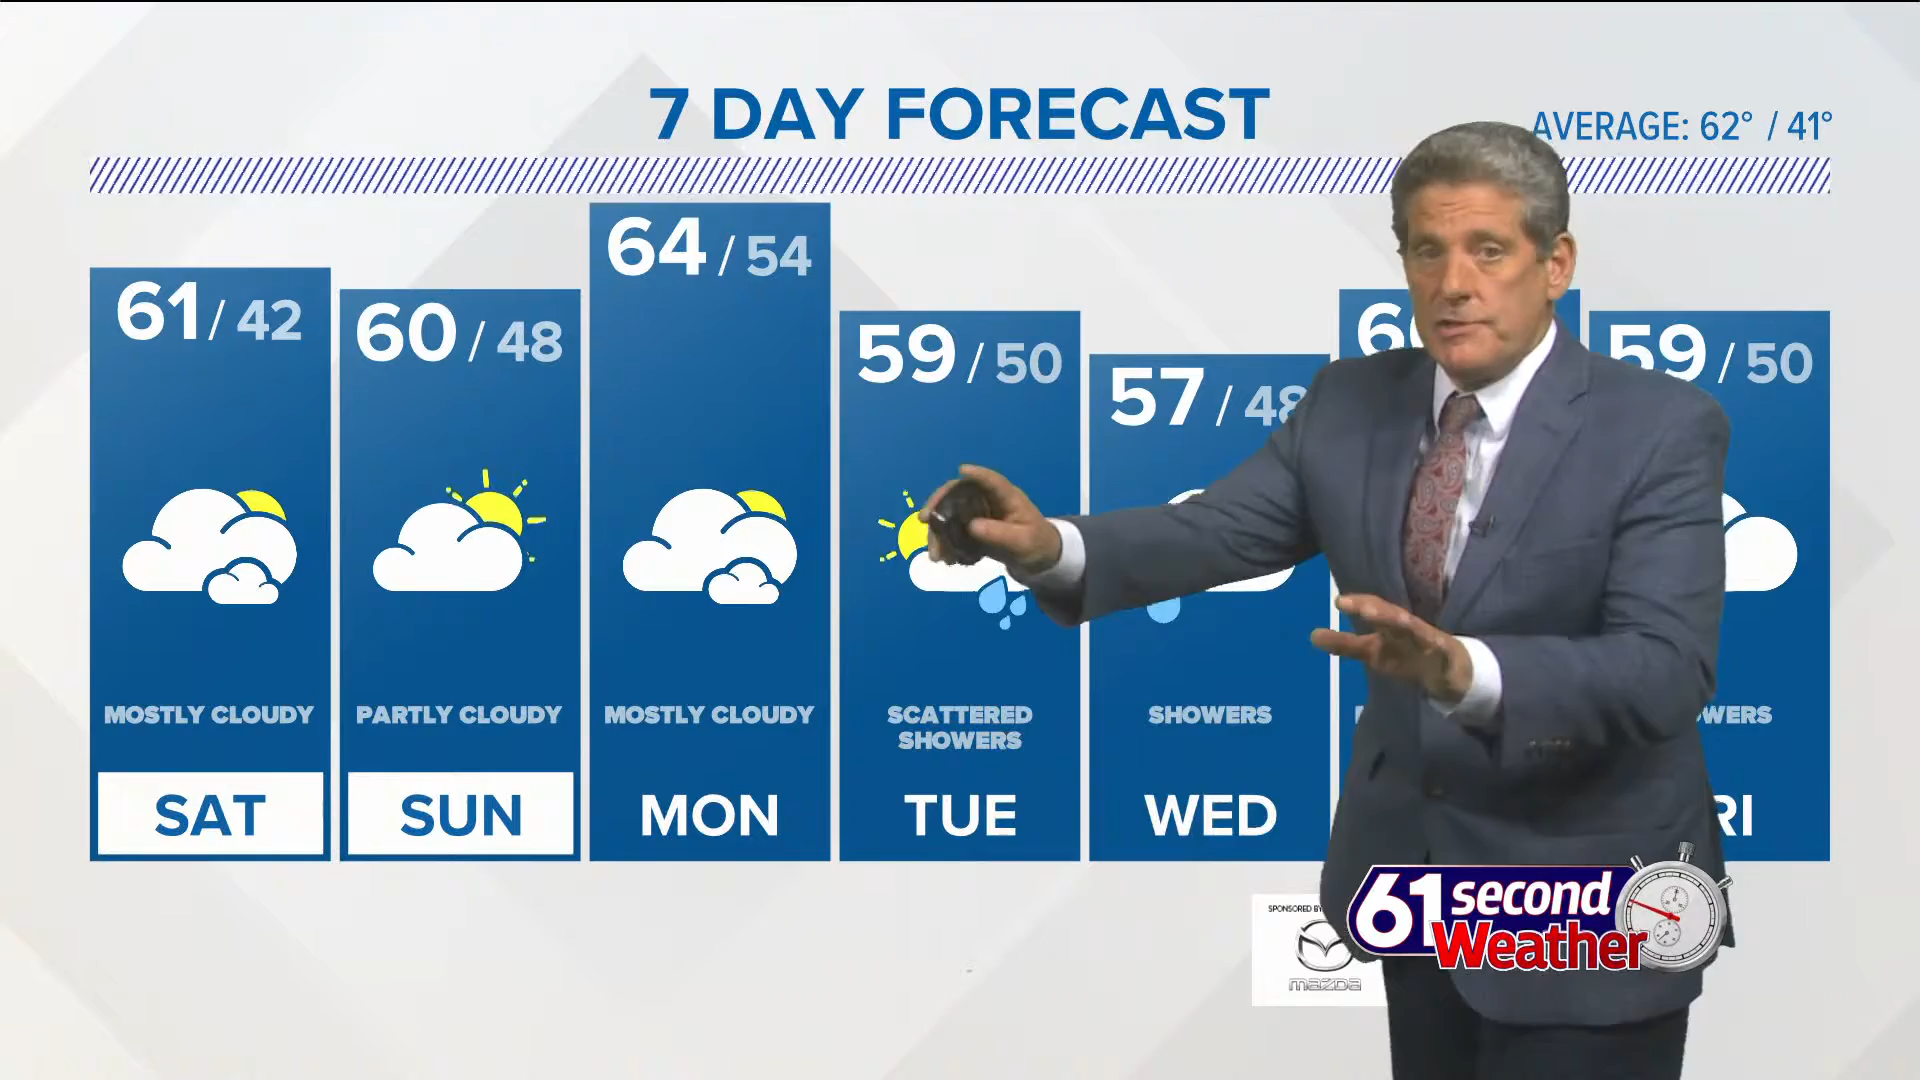 7 DAY FORECAST
AVERAGE: 62° / 41°
61 / 42
60 / 48
64 / 54
59 / 50
57 / 48
59 / 50
MOSTLY CLOUDY
PARTLY CLOUDY
MOSTLY CLOUDY
SCATTERED
SHOWERS
SHOWERS
SAT
SUN
MON
TUE
WED
SPONSORED BY
mazda
61 second
Weather